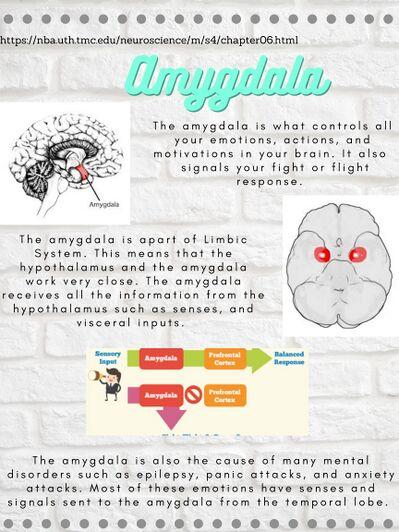 https://nba.uth.tmc.edu/neuroscience/m/s4/chapter06.html
Amygdala
The amygdala is what controls all
your emotions, actions, and
motivations in your brain. It also
signals your fight or flight
response.
Amygdala
The amygdala is apart of Limbic
System. This means that the
hypothalamus and the amygdala
work very close. The amygdala
receives all the information from the
hypothalamus such as senses, and
visceral inputs.
Sensory
Input
Amygdala
Prefrontal
Cortex
Balanced
Response
Amygdala
Prefrontal
Cortex
The amygdala is also the cause of many mental
disorders such as epilepsy, panic attacks, and anxiety
attacks. Most of these emotions have senses and
signals sent to the amygdala from the temporal lobe.